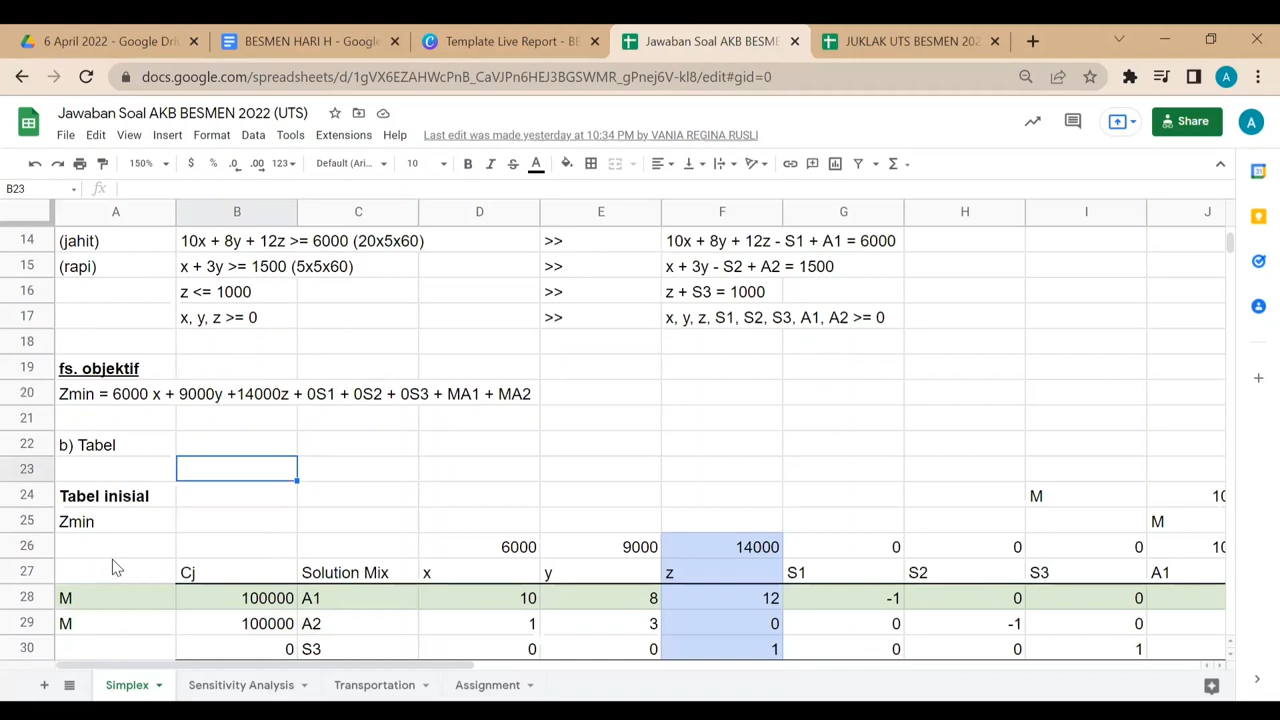 6 April 2022 - Google Dri
BESMEN HARI H - Google
Template Live Report - BE
Jawaban Soal AKB BESME
JUKLAK UTS BESMEN 202
docs.google.com/spreadsheets/d/1gVX6EZAHWcPnB_CaVJPn6HEJ3BGSWMR_gPnej6V-kI8/edit#gid=0
A
Jawaban Soal AKB BESMEN 2022 (UTS)
File Edit View Insert Format Data Tools Extensions Help Last edit was made yesterday at 10:34 PM by VANIA REGINA RUSLI
Share
A
150% $ % .0 .00 123 Default (Ari... 10 B I S A
B23 fx
A B C D E F G H I J
14 (jahit) 10x + 8y + 12z >= 6000 (20x5x60) >> 10x + 8y + 12z - S1 + A1 = 6000
15 (rapi) x + 3y >= 1500 (5x5x60) >> x + 3y - S2 + A2 = 1500
16 z <= 1000 >> z + S3 = 1000
17 x, y, z >= 0 >> x, y, z, S1, S2, S3, A1, A2 >= 0
18
19 fs. objektif
20 Zmin = 6000 x + 9000y +14000z + 0S1 + 0S2 + 0S3 + MA1 + MA2
21
22 b) Tabel
23
24 Tabel inisial M 10
25 Zmin M
26 6000 9000 14000 0 0 0 10
27 Cj Solution Mix x y z S1 S2 S3 A1
28 M 100000 A1 10 8 12 -1 0 0
29 M 100000 A2 1 3 0 0 -1 0
30 0 S3 0 0 1 0 0 1
Simplex Sensitivity Analysis Transportation Assignment